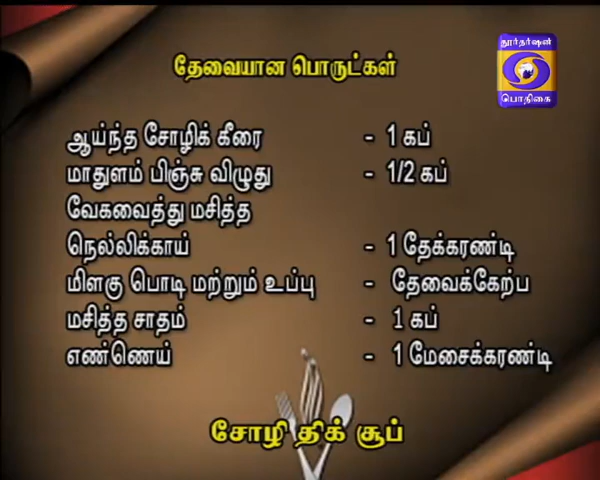 தூர்தர்ஷன்
பொதிகை
தேவையான பொருட்கள்
ஆய்ந்த சோழிக் கீரை - 1 கப்
மாதுளம் பிஞ்சு விழுது - 1/2 கப்
வேகவைத்து மசித்த
நெல்லிக்காய் - 1 தேக்கரண்டி
மிளகு பொடி மற்றும் உப்பு - தேவைக்கேற்ப
மசித்த சாதம் - 1 கப்
எண்ணெய் - 1 மேசைக்கரண்டி
சோழி திக் சூப்